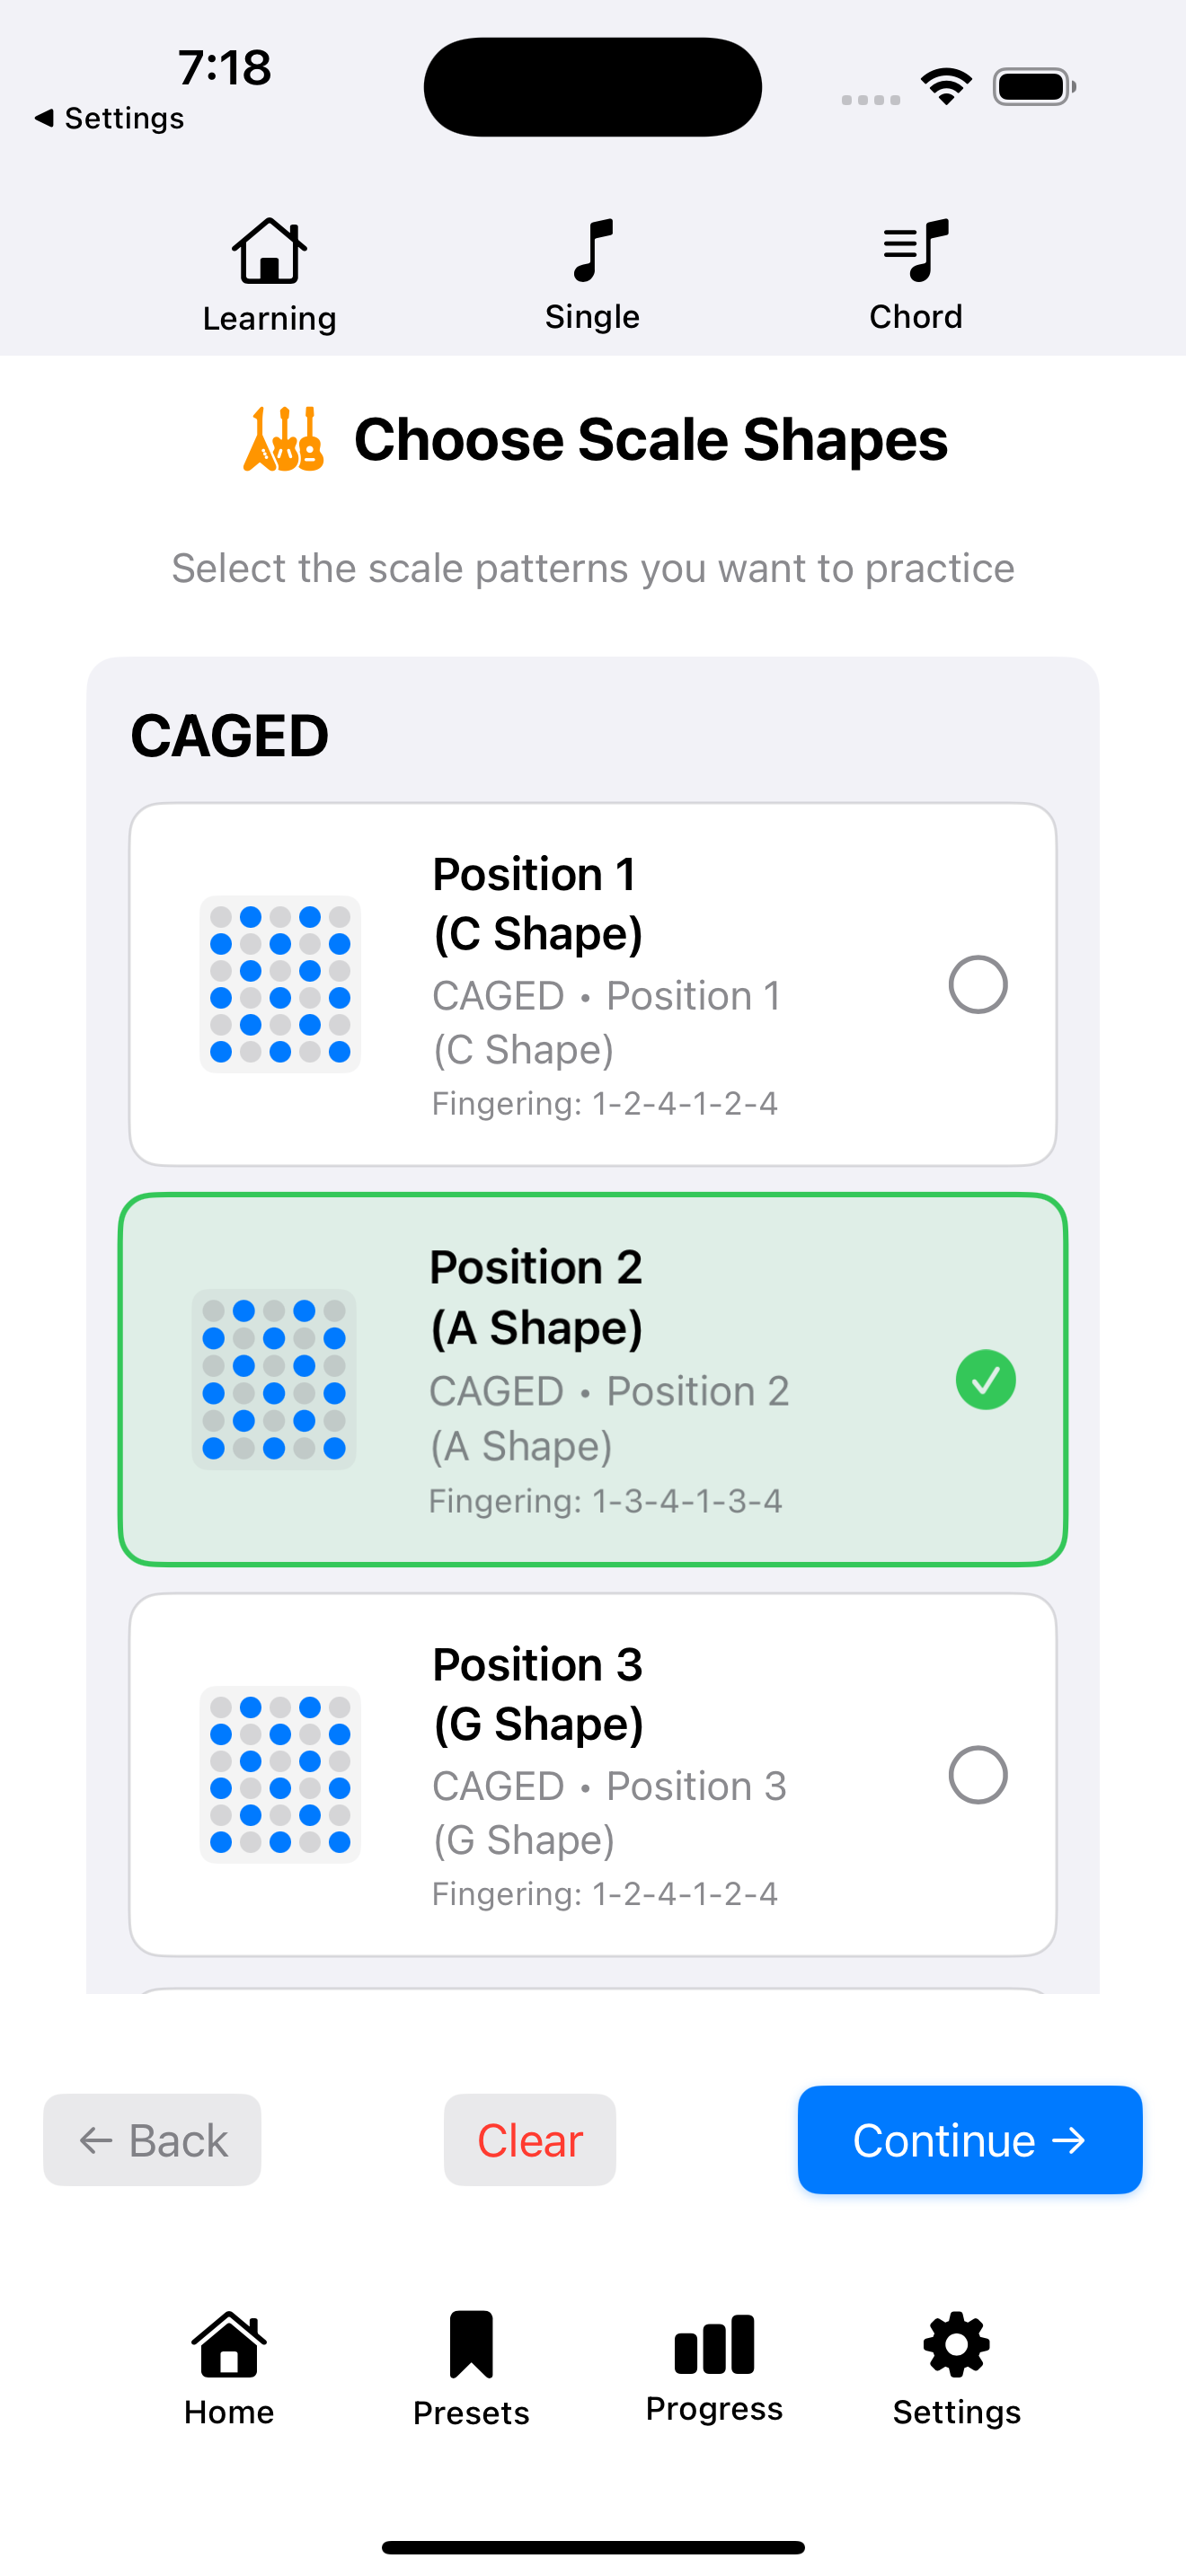 7:18
◀ Settings
Learning
Single
Chord
Choose Scale Shapes
Select the scale patterns you want to practice
CAGED
Position 1
(C Shape)
CAGED • Position 1
(C Shape)
Fingering: 1-2-4-1-2-4
Position 2
(A Shape)
CAGED • Position 2
(A Shape)
Fingering: 1-3-4-1-3-4
Position 3
(G Shape)
CAGED • Position 3
(G Shape)
Fingering: 1-2-4-1-2-4
← Back
Clear
Continue →
Home
Presets
Progress
Settings